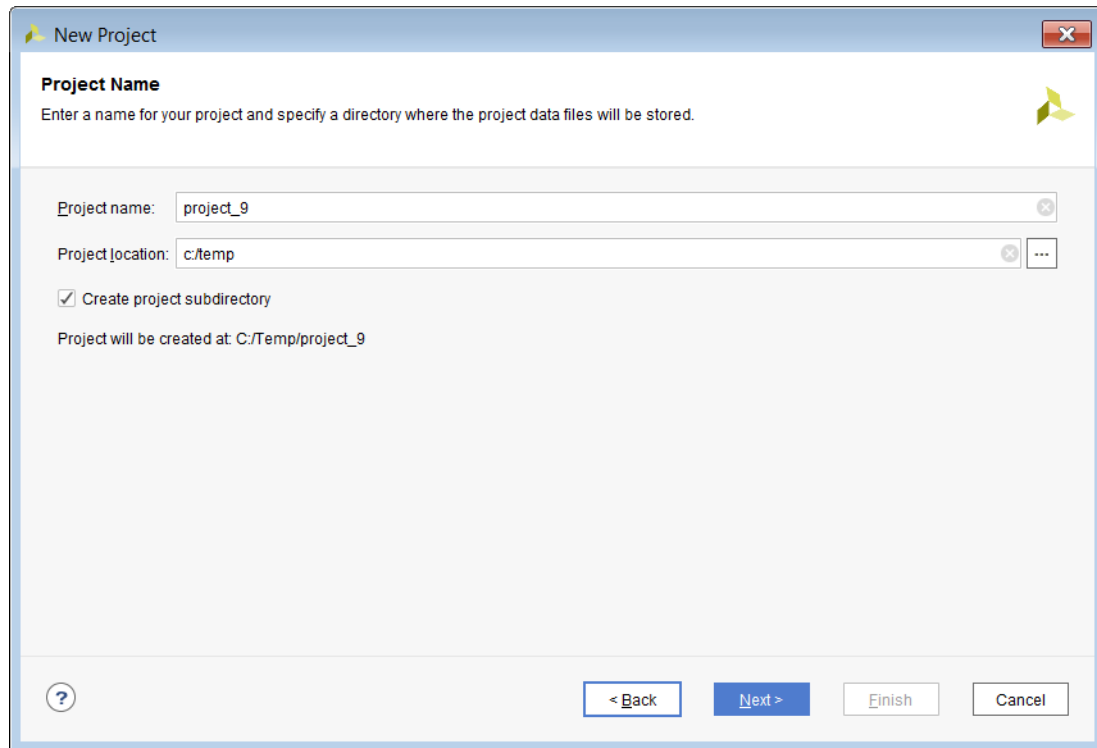 New Project
Project Name
Enter a name for your project and specify a directory where the project data files will be stored.
Project name: project_9
Project location: c:/temp ...
Create project subdirectory
Project will be created at: C:/Temp/project_9
? < Back Next > Finish Cancel